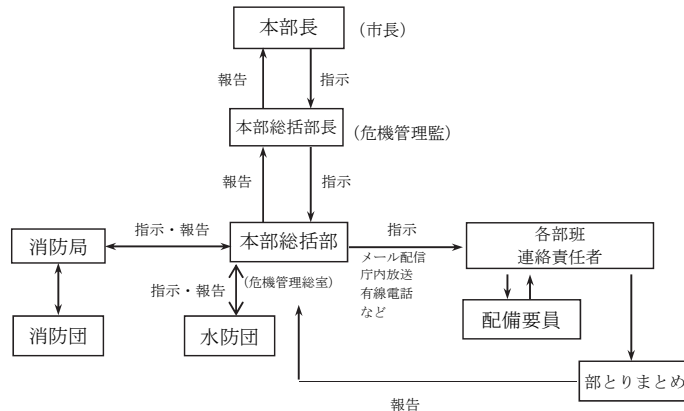 本部長
（市長）
報告
指示
本部総括部長
（危機管理監）
報告
指示
本部総括部
（危機管理総室）
消防局
指示・報告
消防団
指示・報告
水防団
指示
メール配信
庁内放送
有線電話
など
各部班
連絡責任者
配備要員
部とりまとめ
報告